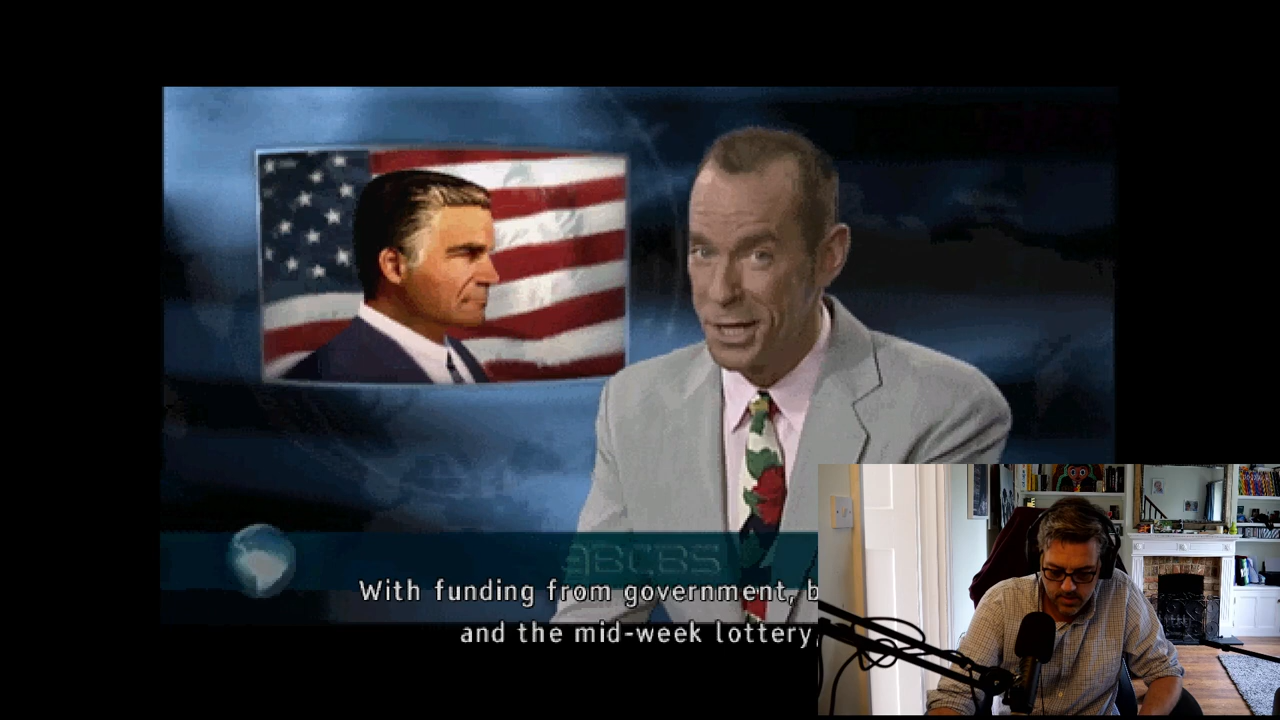 ABCBS
With funding from government, b
and the mid-week lottery,